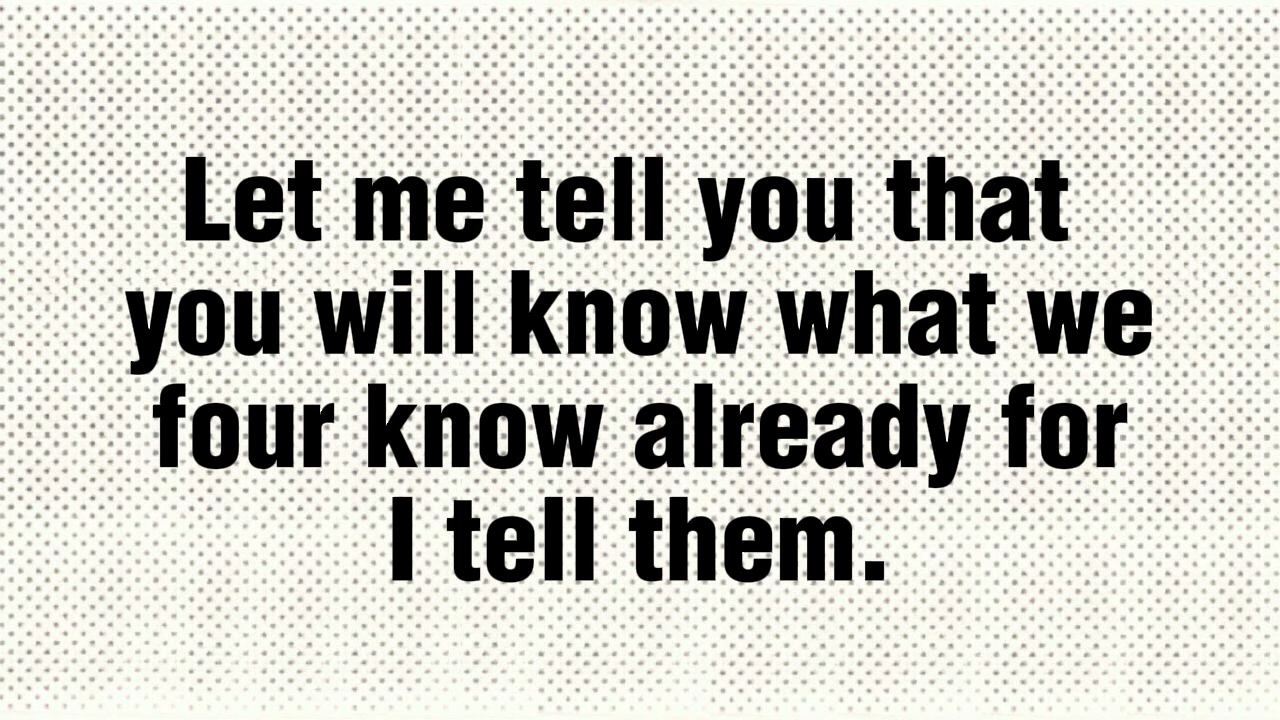 Let me tell you that
you will know what we
four know already for
I tell them.